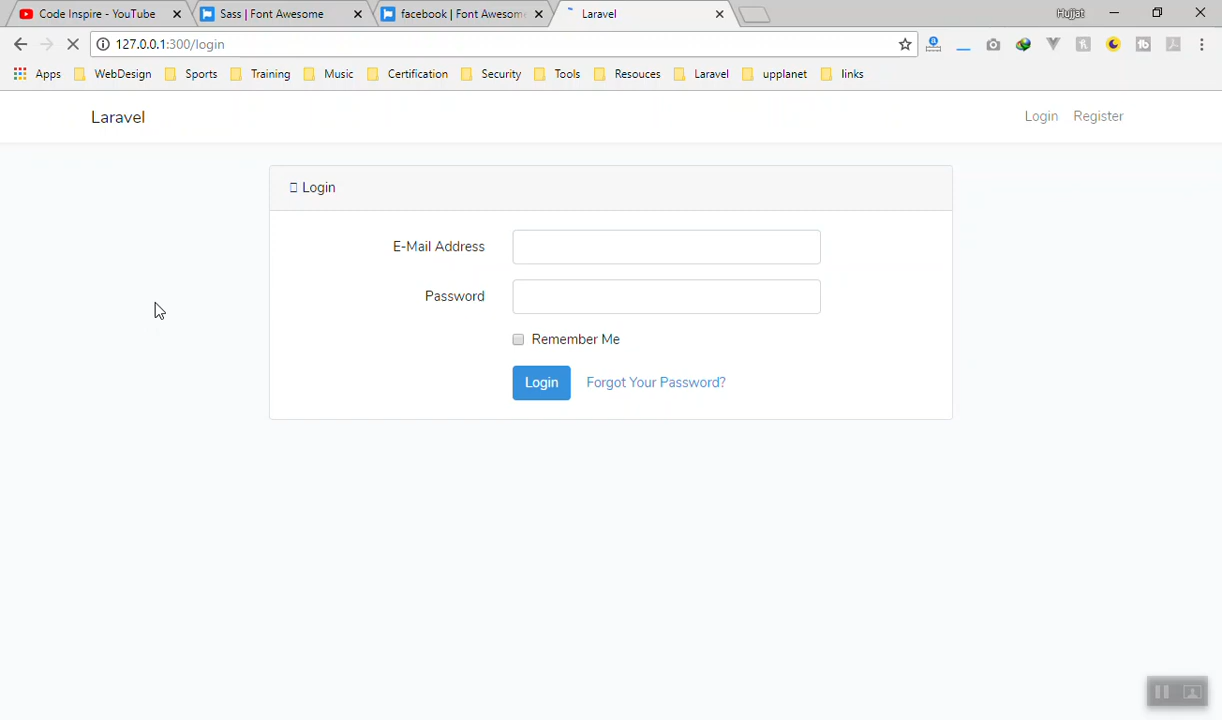 Code Inspire - YouTube
Sass | Font Awesome
facebook | Font Awesom
Laravel
Hujjat
127.0.0.1:300/login
Apps WebDesign Sports Training Music Certification Security Tools Resouces Laravel upplanet links
Laravel
Login Register
Login
E-Mail Address
Password
Remember Me
Login Forgot Your Password?